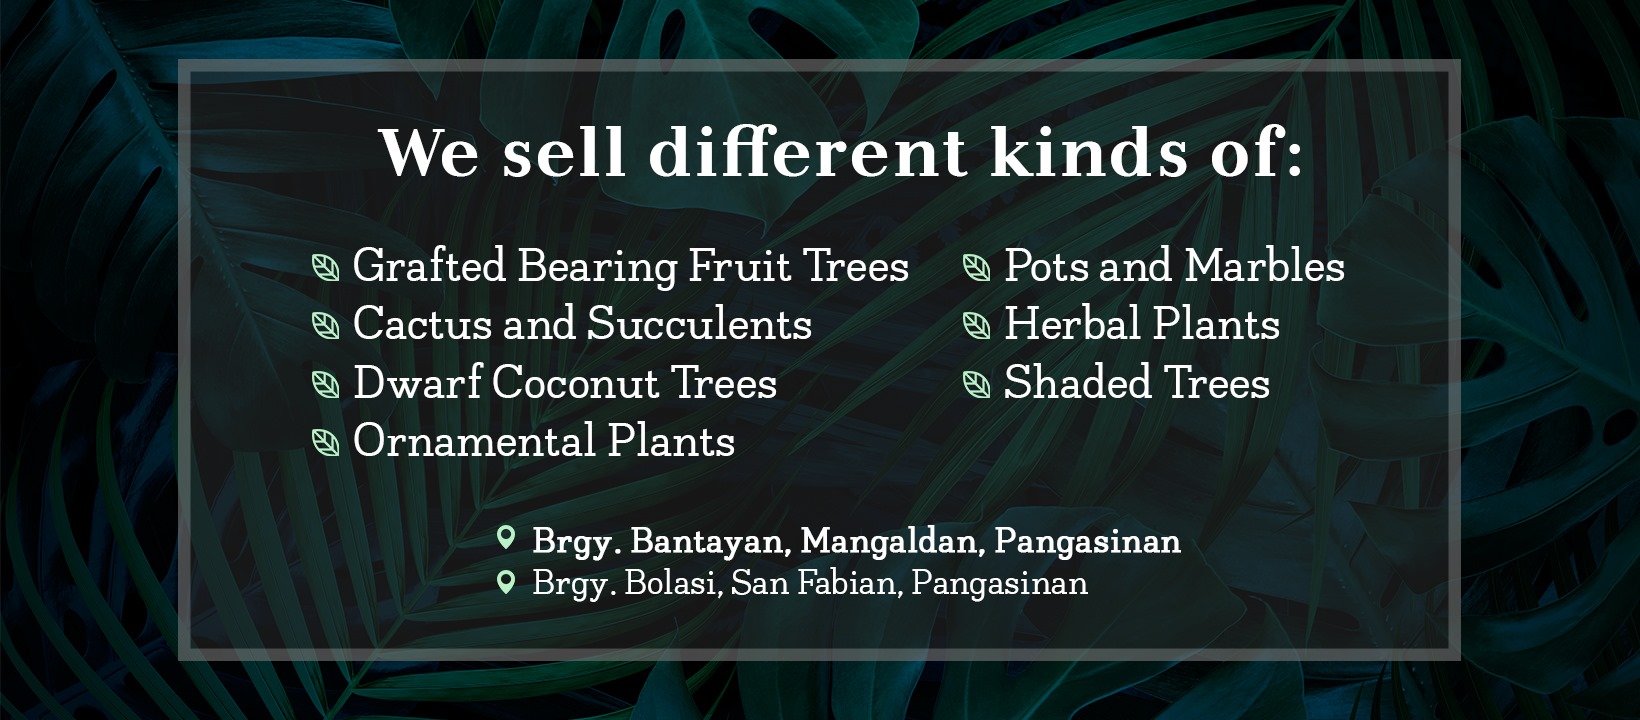 We sell different kinds of:
Grafted Bearing Fruit Trees
Cactus and Succulents
Dwarf Coconut Trees
Ornamental Plants
Pots and Marbles
Herbal Plants
Shaded Trees
Brgy. Bantayan, Mangaldan, Pangasinan
Brgy. Bolasi, San Fabian, Pangasinan